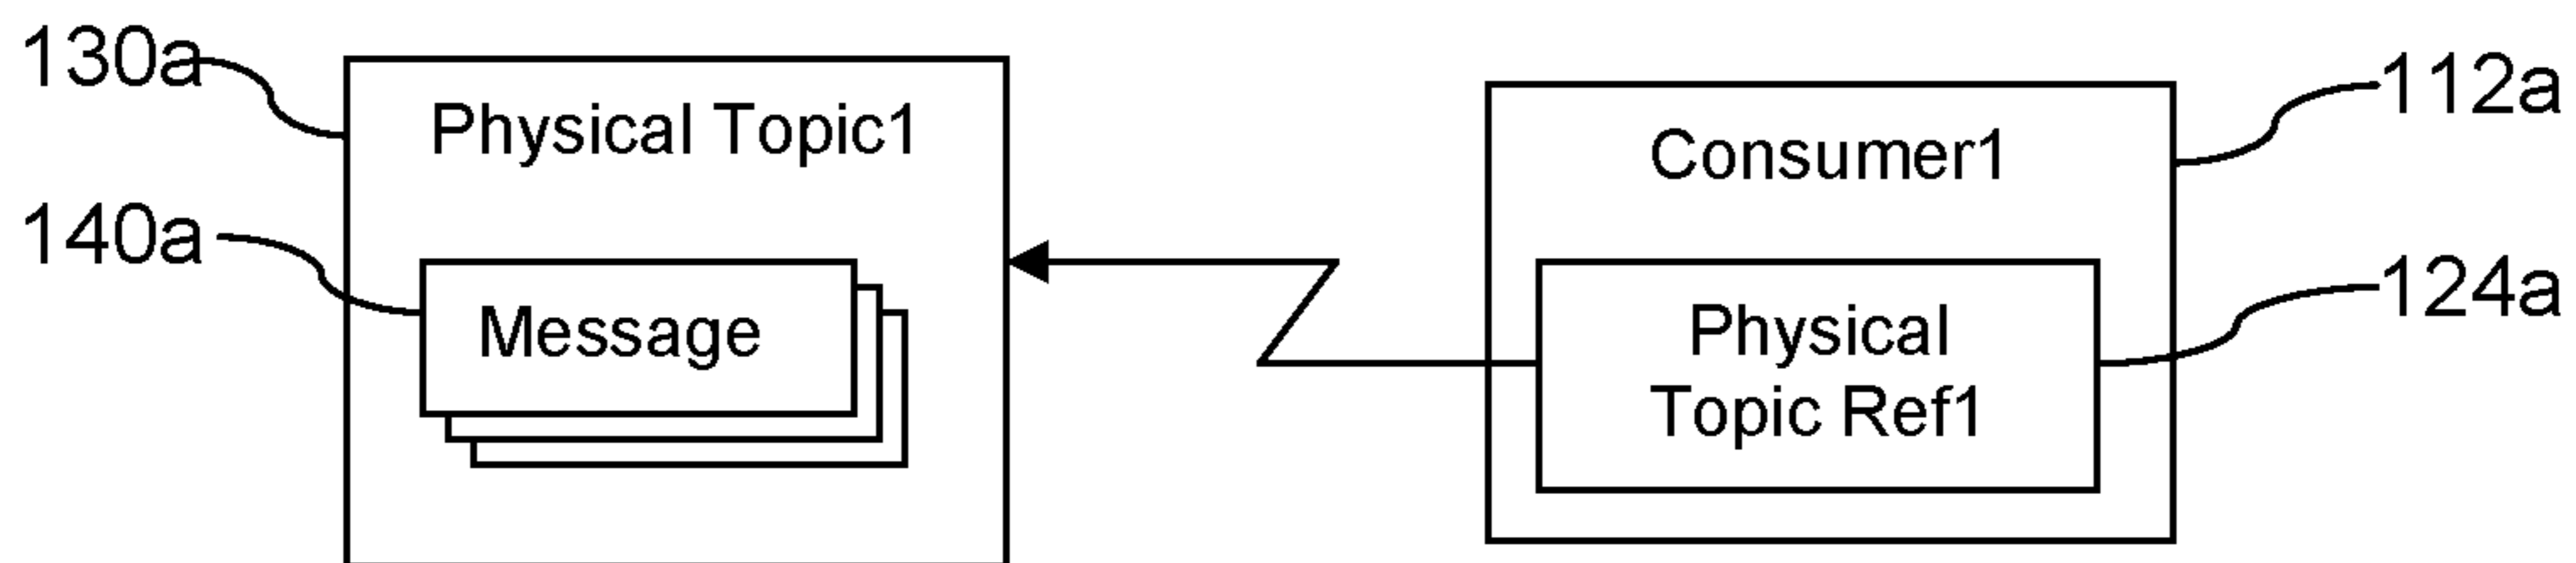 130a
Physical Topic1
140a
Message
Consumer1
112a
Physical
Topic Ref1
124a